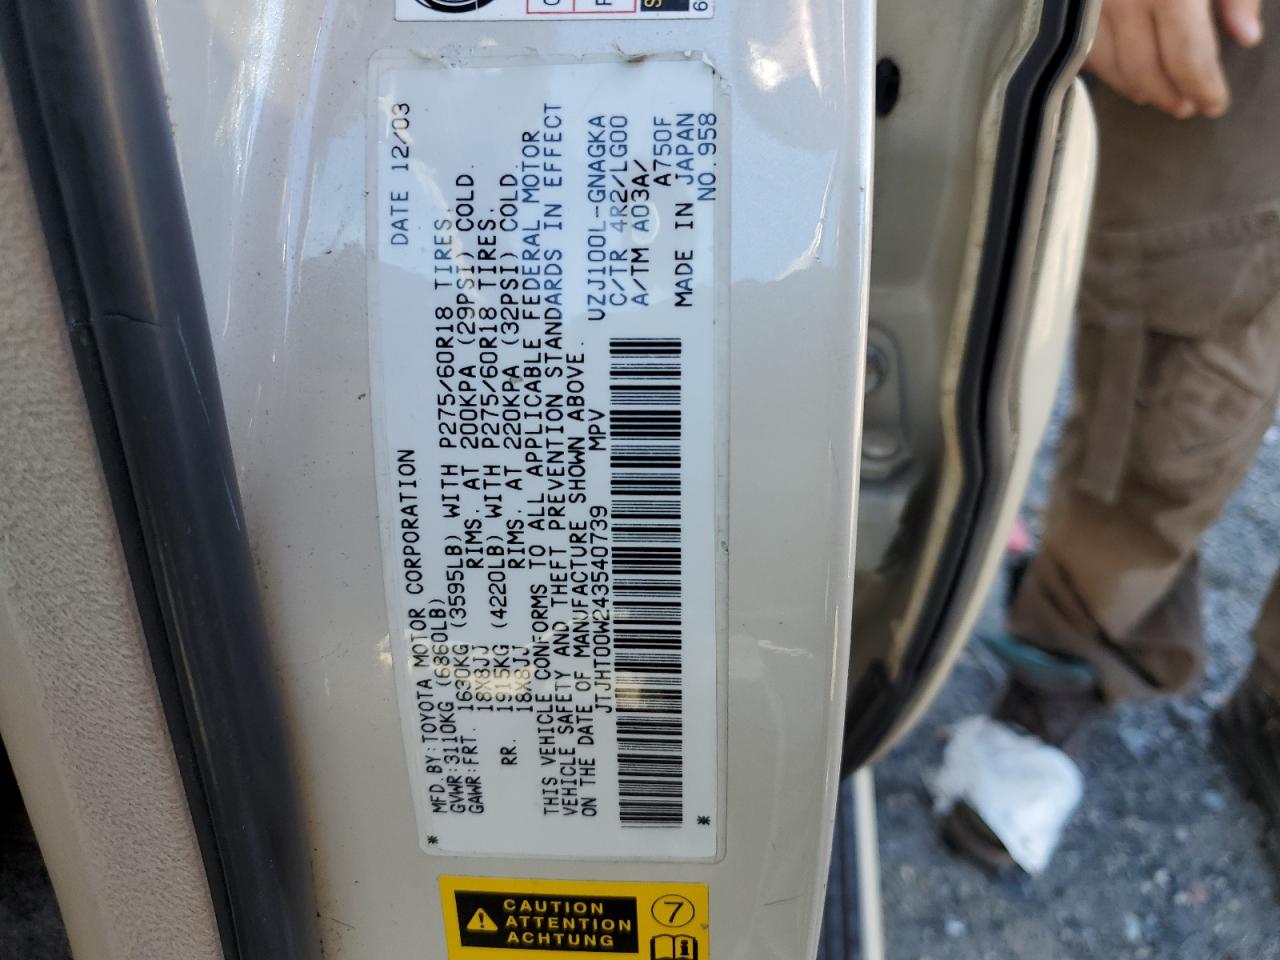 MFD. BY: TOYOTA MOTOR CORPORATION DATE 12/03
GVWR: 3110KG (6860LB)
GAWR: FRT. 1630KG (3595LB) WITH P275/60R18 TIRES.
18X8JJ RIMS. AT 200KPA (29PSI) COLD.
RR. 1915KG (4220LB) WITH P275/60R18 TIRES.
18X8JJ RIMS. AT 220KPA (32PSI) COLD.
THIS VEHICLE CONFORMS TO ALL APPLICABLE FEDERAL MOTOR
VEHICLE SAFETY AND THEFT PREVENTION STANDARDS IN EFFECT
ON THE DATE OF MANUFACTURE SHOWN ABOVE.
JTJHT00W243540739 MPV
UZJ100L-GNAGKA
C/TR 4R2/LG00
A/TM A03A/
A750F
MADE IN JAPAN
NO. 958
* *
CAUTION
ATTENTION
ACHTUNG
7